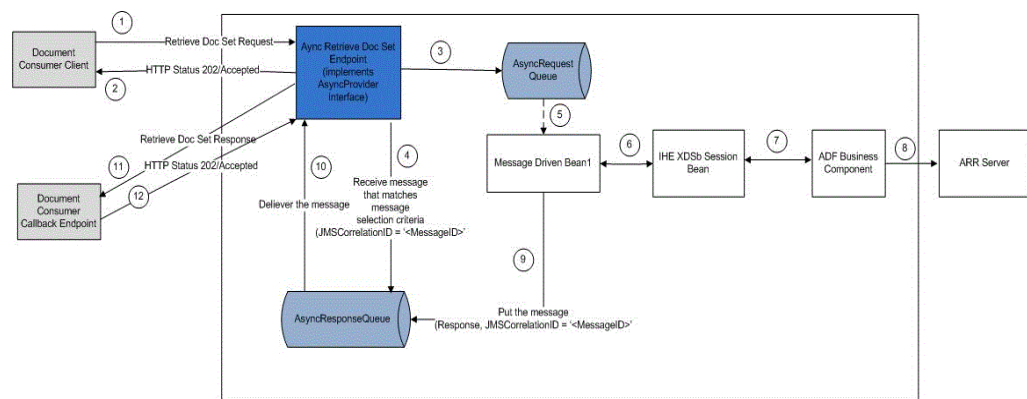 1
Retrieve Doc Set Request
Document
Consumer Client
HTTP Status 202/Accepted
2
Async Retrieve Doc Set
Endpoint
(implements
AsyncProvider
interface)
3
AsyncRequest
Queue
5
Message Driven Bean1
6
IHE XDSb Session
Bean
7
ADF Business
Component
8
ARR Server
Retrieve Doc Set Response
11
HTTP Status 202/Accepted
12
Document
Consumer
Callback Endpoint
10
Deliever the message
4
Receive message
that matches
message
selection criteria
(JMSCorrelationID = '<MessageID>'
9
AsyncResponseQueue
Put the message
(Response, JMSCorrelationID = '<MessageID>'